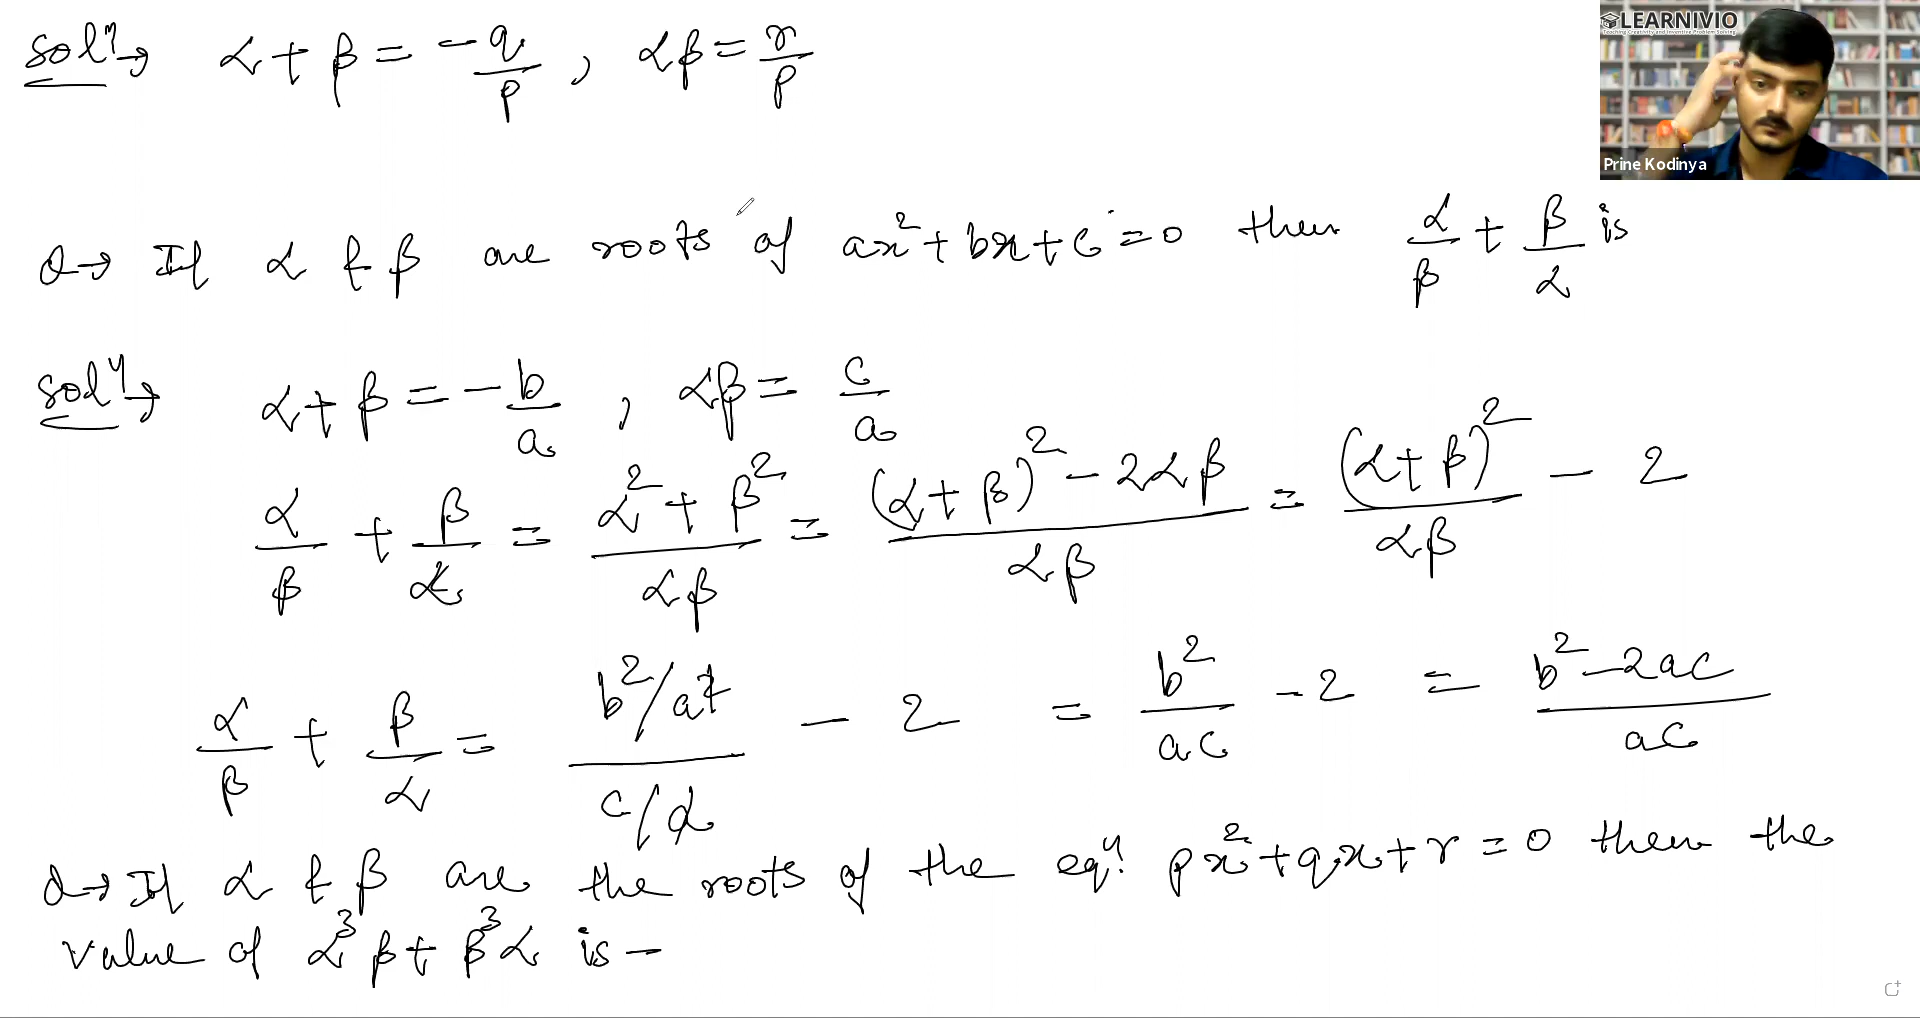 LEARNIVIO
Prine Kodinya
solⁿ→ α + β = -q/p , αβ = r/p
Q→ If α & β are roots of ax² + bx + c = 0 then α/β + β/α is
solⁿ→ α + β = -b/a , αβ = c/a
α/β + β/α = (α² + β²)/(αβ) = ((α + β)² - 2αβ)/(αβ) = (α + β)²/(αβ) - 2
α/β + β/α = (b²/a²)/(c/a) - 2 = b²/(ac) - 2 = (b² - 2ac)/(ac)
Q→ If α & β are the roots of the eqⁿ. px² + qx + r = 0 then the
value of α³β + β³α is —